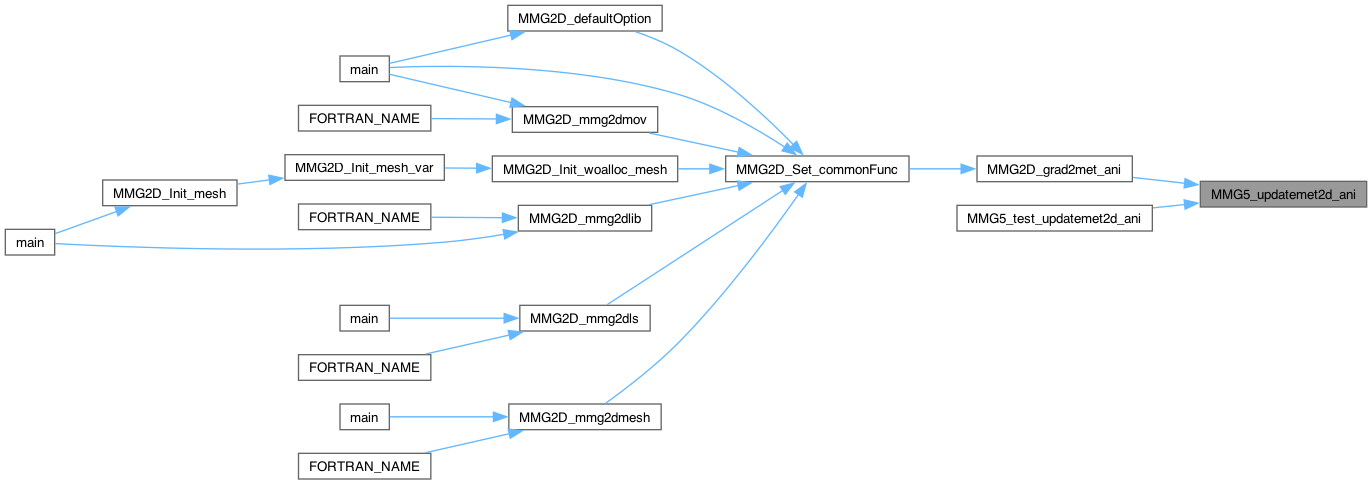 MMG2D_defaultOption
main
FORTRAN_NAME
MMG2D_mmg2dmov
MMG2D_Init_mesh_var
MMG2D_Init_woalloc_mesh
MMG2D_Set_commonFunc
MMG2D_grad2met_ani
MMG2D_Init_mesh
MMG5_updatemet2d_ani
FORTRAN_NAME
MMG2D_mmg2dlib
MMG5_test_updatemet2d_ani
main
main
MMG2D_mmg2dls
FORTRAN_NAME
main
MMG2D_mmg2dmesh
FORTRAN_NAME